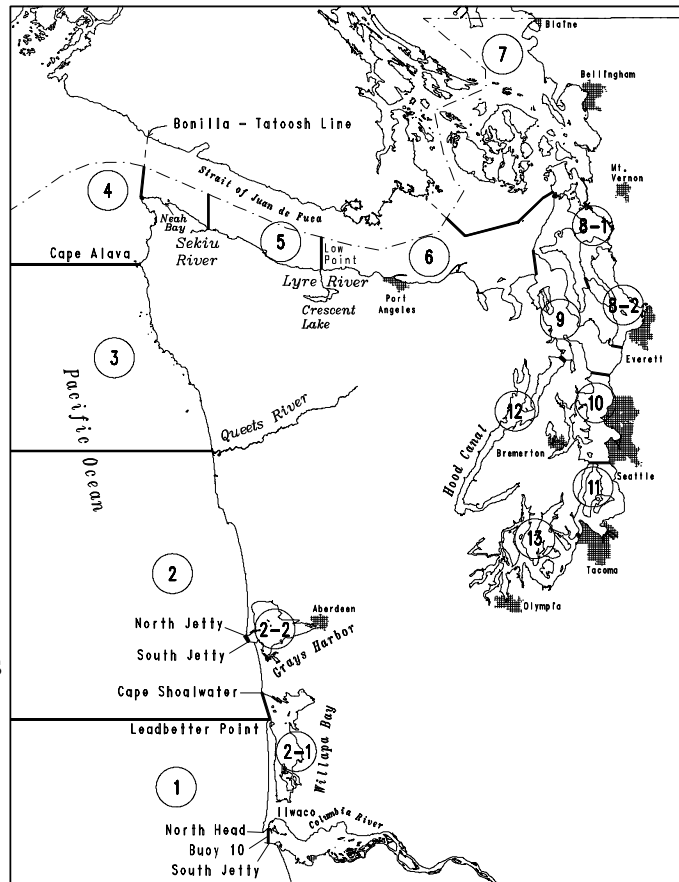 7
Blaine
Bellingham
Bonilla - Tatoosh Line
Mt.
Vernon
4
Strait of Juan de Fuca
Neah
Bay
Sekiu
River
5
Low
Point
6
8-1
Cape Alava
Lyre River
Crescent
Lake
Port
Angeles
9
8-2
3
Everett
Pacific Ocean
Queets River
12
10
Hood Canal
Bremerton
Seattle
11
13
Tacoma
2
Olympia
Aberdeen
North Jetty
2-2
South Jetty
Grays Harbor
Cape Shoalwater
Leadbetter Point
2-1
Willapa Bay
1
Ilwaco
Columbia River
North Head
Buoy 10
South Jetty